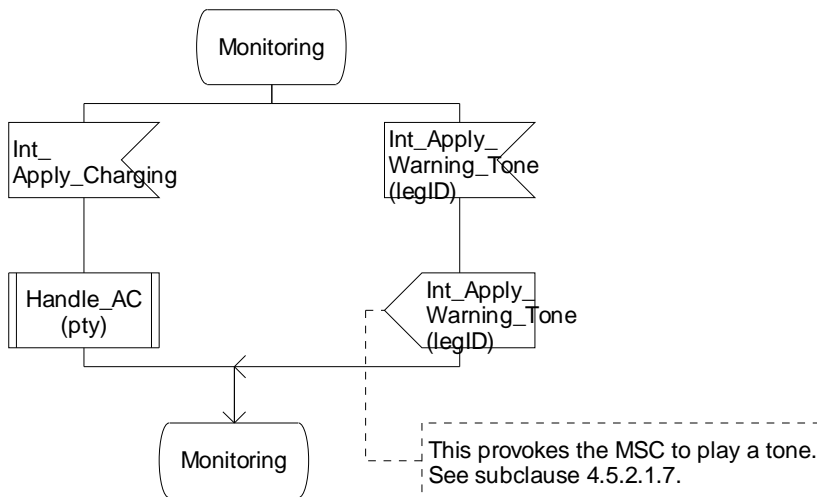 Monitoring
Int_
Apply_Charging
Int_Apply_
Warning_Tone
(legID)
Handle_AC
(pty)
Int_Apply_
Warning_Tone
(legID)
Monitoring
This provokes the MSC to play a tone.
See subclause 4.5.2.1.7.